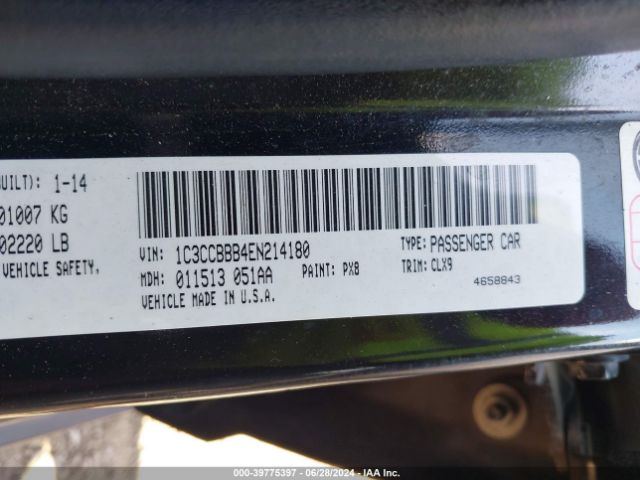 BUILT): 1-14
01007 KG
02220 LB
VEHICLE SAFETY.
VIN: 1C3CCBBB4EN214180
TYPE: PASSENGER CAR
MDH: 011513 051AA
PAINT: PX8
TRIM: CLX9
VEHICLE MADE IN U.S.A.
4658843
000-39775397 - 06/28/2024 - IAA Inc.